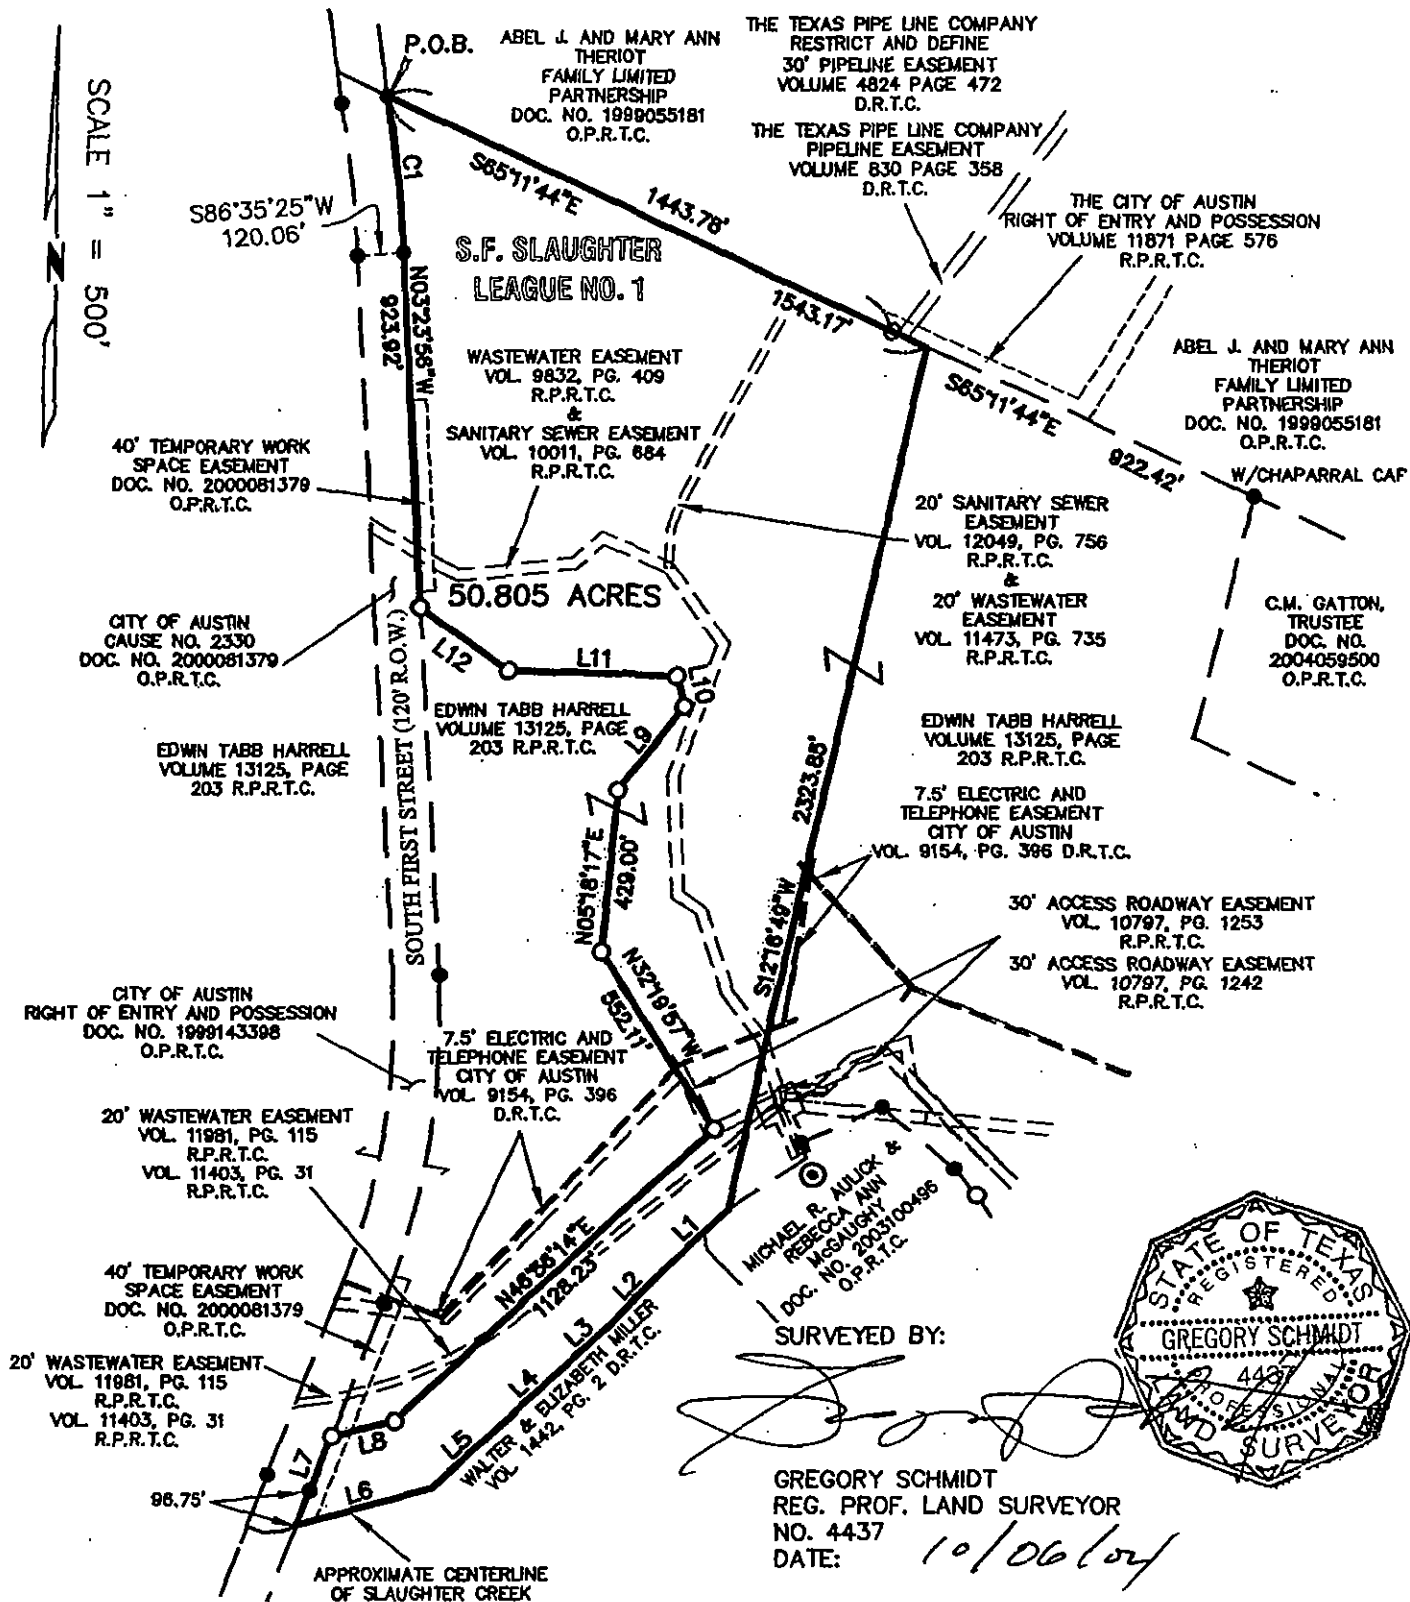 P.O.B.
ABEL J. AND MARY ANN
THERIOT
FAMILY LIMITED
PARTNERSHIP
DOC. NO. 1999055181
O.P.R.T.C.
THE TEXAS PIPE LINE COMPANY
RESTRICT AND DEFINE
30' PIPELINE EASEMENT
VOLUME 4824 PAGE 472
D.R.T.C.
THE TEXAS PIPE LINE COMPANY
PIPELINE EASEMENT
VOLUME 830 PAGE 358
D.R.T.C.
THE CITY OF AUSTIN
RIGHT OF ENTRY AND POSSESSION
VOLUME 11871 PAGE 576
R.P.R.T.C.
SCALE 1" = 500'
N
C1
S65°11'44"E
1443.78'
1543.17'
S86°35'25"W
120.06'
S.F. SLAUGHTER
LEAGUE NO. 1
N03°23'56"W
923.92'
ABEL J. AND MARY ANN
THERIOT
FAMILY LIMITED
PARTNERSHIP
DOC. NO. 1999055181
O.P.R.T.C.
S65°11'44"E
922.42'
W/CHAPARRAL CAP
WASTEWATER EASEMENT
VOL. 9832, PG. 409
R.P.R.T.C.
&
SANITARY SEWER EASEMENT
VOL. 10011, PG. 684
R.P.R.T.C.
40' TEMPORARY WORK
SPACE EASEMENT
DOC. NO. 2000081379
O.P.R.T.C.
20' SANITARY SEWER
EASEMENT
VOL. 12049, PG. 756
R.P.R.T.C.
&
20' WASTEWATER
EASEMENT
VOL. 11473, PG. 735
R.P.R.T.C.
50.805 ACRES
CITY OF AUSTIN
CAUSE NO. 2330
DOC. NO. 2000081379
O.P.R.T.C.
C.M. GATTON,
TRUSTEE
DOC. NO.
2004059500
O.P.R.T.C.
L12
L11
L10
L9
EDWIN TABB HARRELL
VOLUME 13125, PAGE
203 R.P.R.T.C.
EDWIN TABB HARRELL
VOLUME 13125, PAGE
203 R.P.R.T.C.
EDWIN TABB HARRELL
VOLUME 13125, PAGE
203 R.P.R.T.C.
SOUTH FIRST STREET (120' R.O.W.)
2323.85'
S12°16'49"W
7.5' ELECTRIC AND
TELEPHONE EASEMENT
CITY OF AUSTIN
VOL. 9154, PG. 396 D.R.T.C.
N05°18'17"E
429.00'
30' ACCESS ROADWAY EASEMENT
VOL. 10797, PG. 1253
R.P.R.T.C.
30' ACCESS ROADWAY EASEMENT
VOL. 10797, PG. 1242
R.P.R.T.C.
N32°19'57"W
552.11'
CITY OF AUSTIN
RIGHT OF ENTRY AND POSSESSION
DOC. NO. 1999143398
O.P.R.T.C.
7.5' ELECTRIC AND
TELEPHONE EASEMENT
CITY OF AUSTIN
VOL. 9154, PG. 396
D.R.T.C.
20' WASTEWATER EASEMENT
VOL. 11981, PG. 115
R.P.R.T.C.
VOL. 11403, PG. 31
R.P.R.T.C.
MICHAEL R. AULICK &
REBECCA ANN
McGAUGHY
DOC. NO. 2003100496
O.P.R.T.C.
N46°56'14"E
1128.23'
L1
L2
L3
L4
L5
L6
L7
L8
WALTER & ELIZABETH MILLER
VOL. 1442, PG. 2 D.R.T.C.
40' TEMPORARY WORK
SPACE EASEMENT
DOC. NO. 2000081379
O.P.R.T.C.
20' WASTEWATER EASEMENT
VOL. 11981, PG. 115
R.P.R.T.C.
VOL. 11403, PG. 31
R.P.R.T.C.
96.75'
APPROXIMATE CENTERLINE
OF SLAUGHTER CREEK
SURVEYED BY:
STATE OF TEXAS
REGISTERED
GREGORY SCHMIDT
4437
PROFESSIONAL
LAND SURVEYOR
GREGORY SCHMIDT
REG. PROF. LAND SURVEYOR
NO. 4437
DATE: 10/06/04